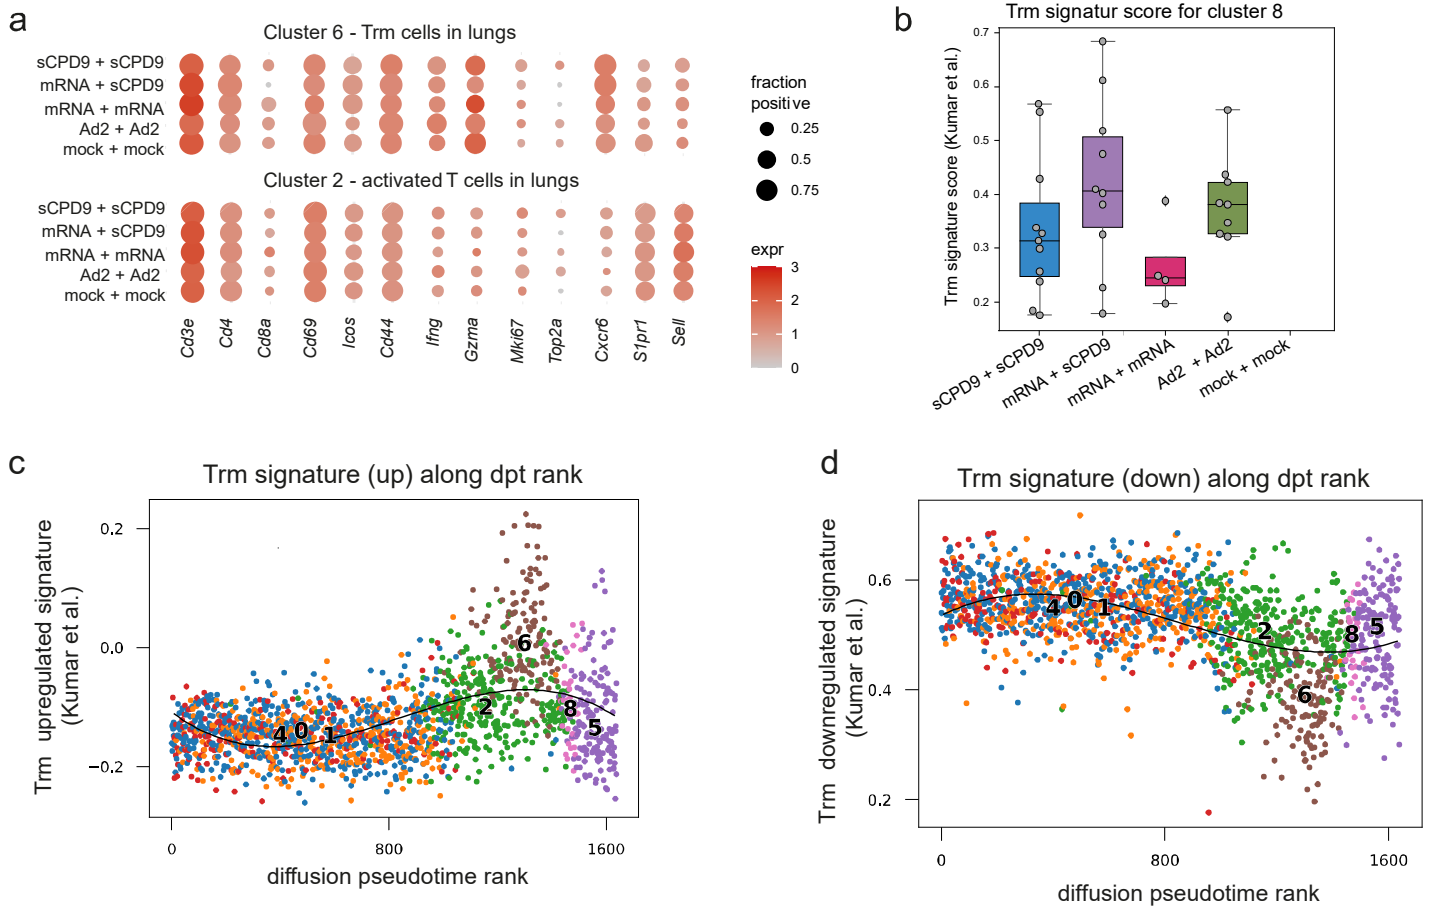 a
Cluster 6 - Trm cells in lungs
sCPD9 + sCPD9
mRNA + sCPD9
mRNA + mRNA
Ad2 + Ad2
mock + mock
Cluster 2 - activated T cells in lungs
sCPD9 + sCPD9
mRNA + sCPD9
mRNA + mRNA
Ad2 + Ad2
mock + mock
Cd3e
Cd4
Cd8a
Cd69
Icos
Cd44
Ifng
Gzma
Mki67
Top2a
Cxcr6
S1pr1
Sell
fraction
positive
0.25
0.5
0.75
expr
3
2
1
0
b
Trm signatur score for cluster 8
Trm signature score (Kumar et al.)
0.7
0.6
0.5
0.4
0.3
0.2
sCPD9 + sCPD9
mRNA + sCPD9
mRNA + mRNA
Ad2 + Ad2
mock + mock
c
Trm signature (up) along dpt rank
Trm upregulated signature
(Kumar et al.)
0.2
0.0
−0.2
4
0
1
2
6
8
5
0
800
1600
diffusion pseudotime rank
d
Trm signature (down) along dpt rank
Trm downregulated signature
(Kumar et al.)
0.6
0.4
0.2
4
0
1
2
6
8
5
0
800
1600
diffusion pseudotime rank